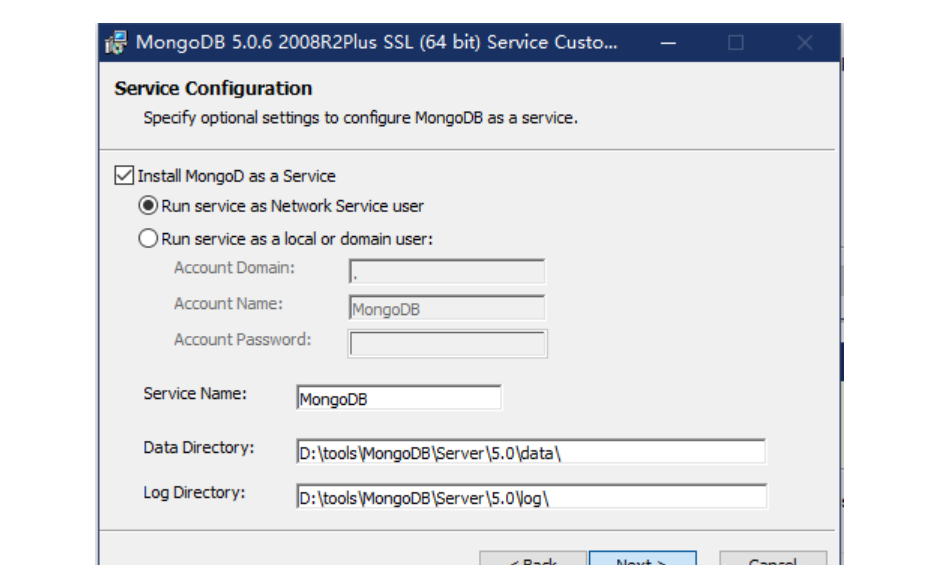 MongoDB 5.0.6 2008R2Plus SSL (64 bit) Service Custo...
Service Configuration
Specify optional settings to configure MongoDB as a service.
Install MongoD as a Service
Run service as Network Service user
Run service as a local or domain user:
Account Domain: .
Account Name: MongoDB
Account Password:
Service Name: MongoDB
Data Directory: D:\tools\MongoDB\Server\5.0\data\
Log Directory: D:\tools\MongoDB\Server\5.0\log\
< Back Next > Cancel